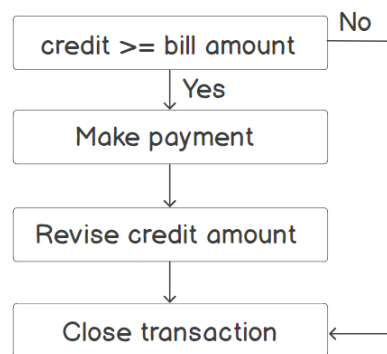 No
credit >= bill amount
Yes
Make payment
Revise credit amount
Close transaction